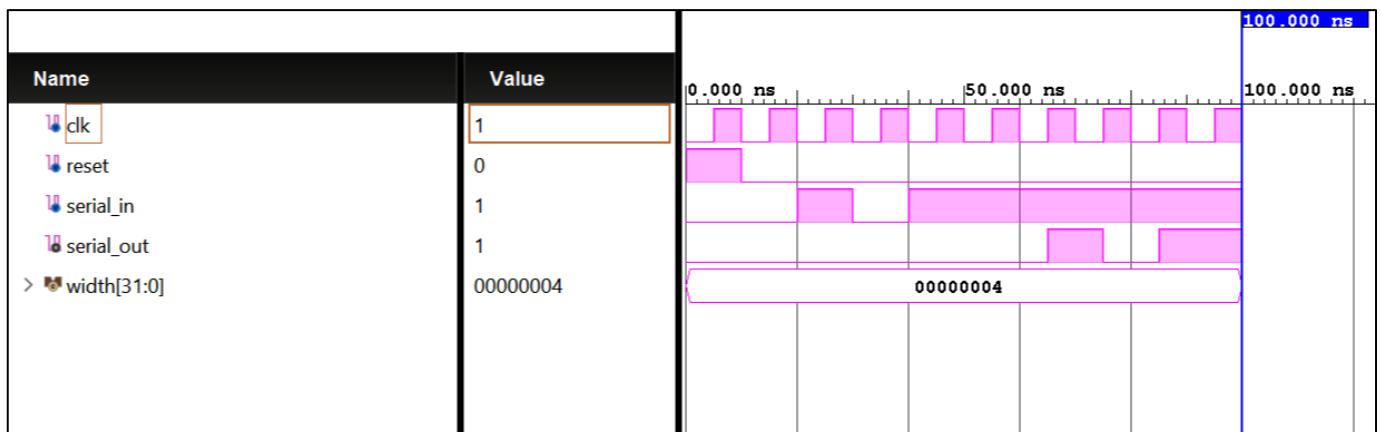 100.000 ns
Name Value
0.000 ns 50.000 ns 100.000 ns
clk 1
reset 0
serial_in 1
serial_out 1
width[31:0] 00000004 00000004